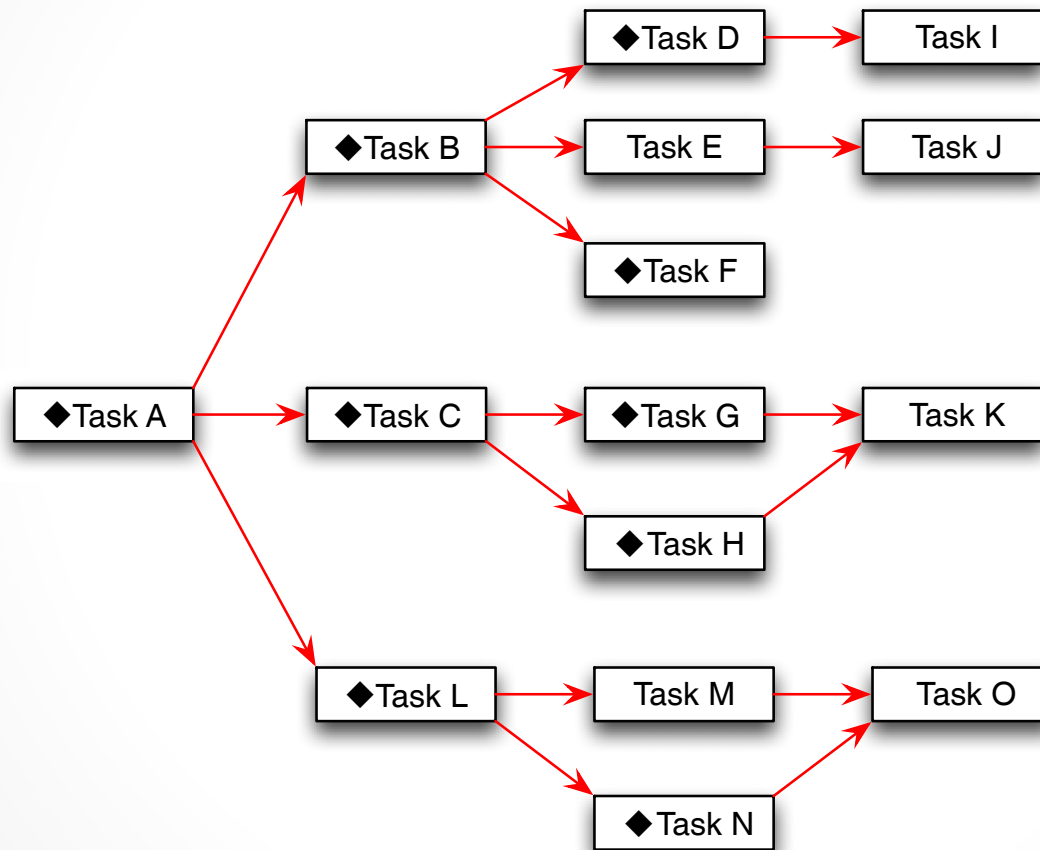 ◆Task D
Task I
◆Task B
Task E
Task J
◆Task F
◆Task A
◆Task C
◆Task G
Task K
◆Task H
◆Task L
Task M
Task O
◆Task N